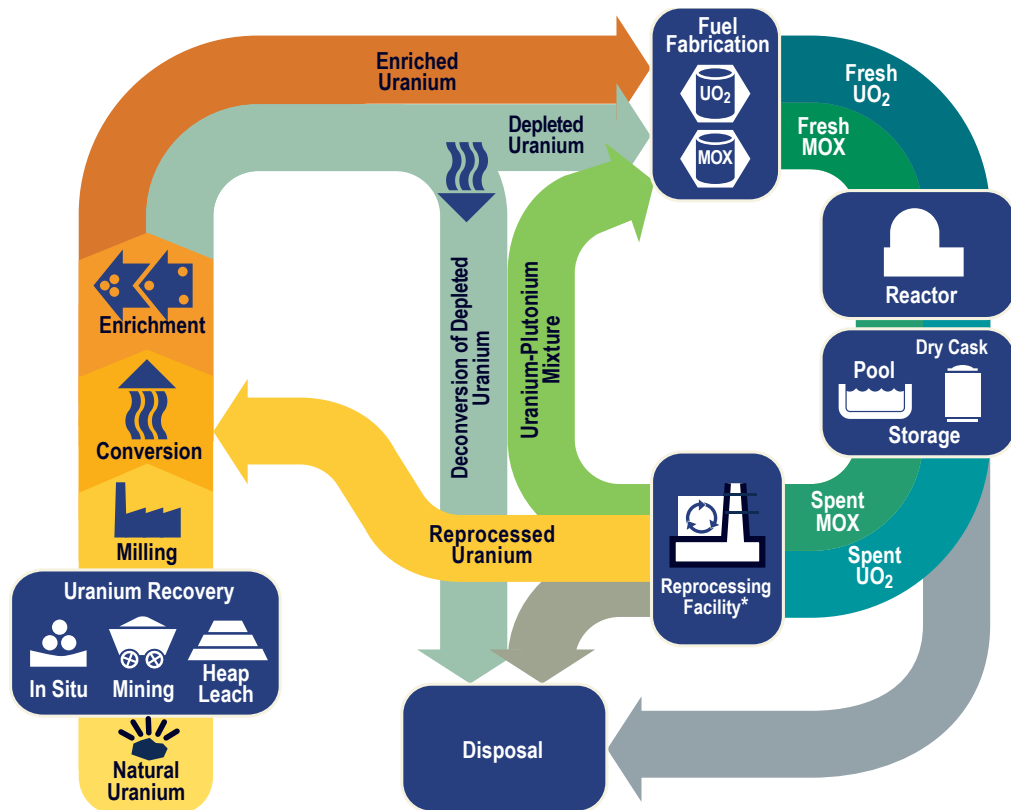 Fuel
Fabrication
UO2
MOX
Enriched
Uranium
Depleted
Uranium
Fresh
UO2
Fresh
MOX
Reactor
Dry Cask
Pool
Storage
Enrichment
Conversion
Milling
Deconversion of Depleted
Uranium
Uranium-Plutonium
Mixture
Reprocessed
Uranium
Reprocessing
Facility*
Spent
MOX
Spent
UO2
Uranium Recovery
In Situ
Mining
Heap
Leach
Natural
Uranium
Disposal